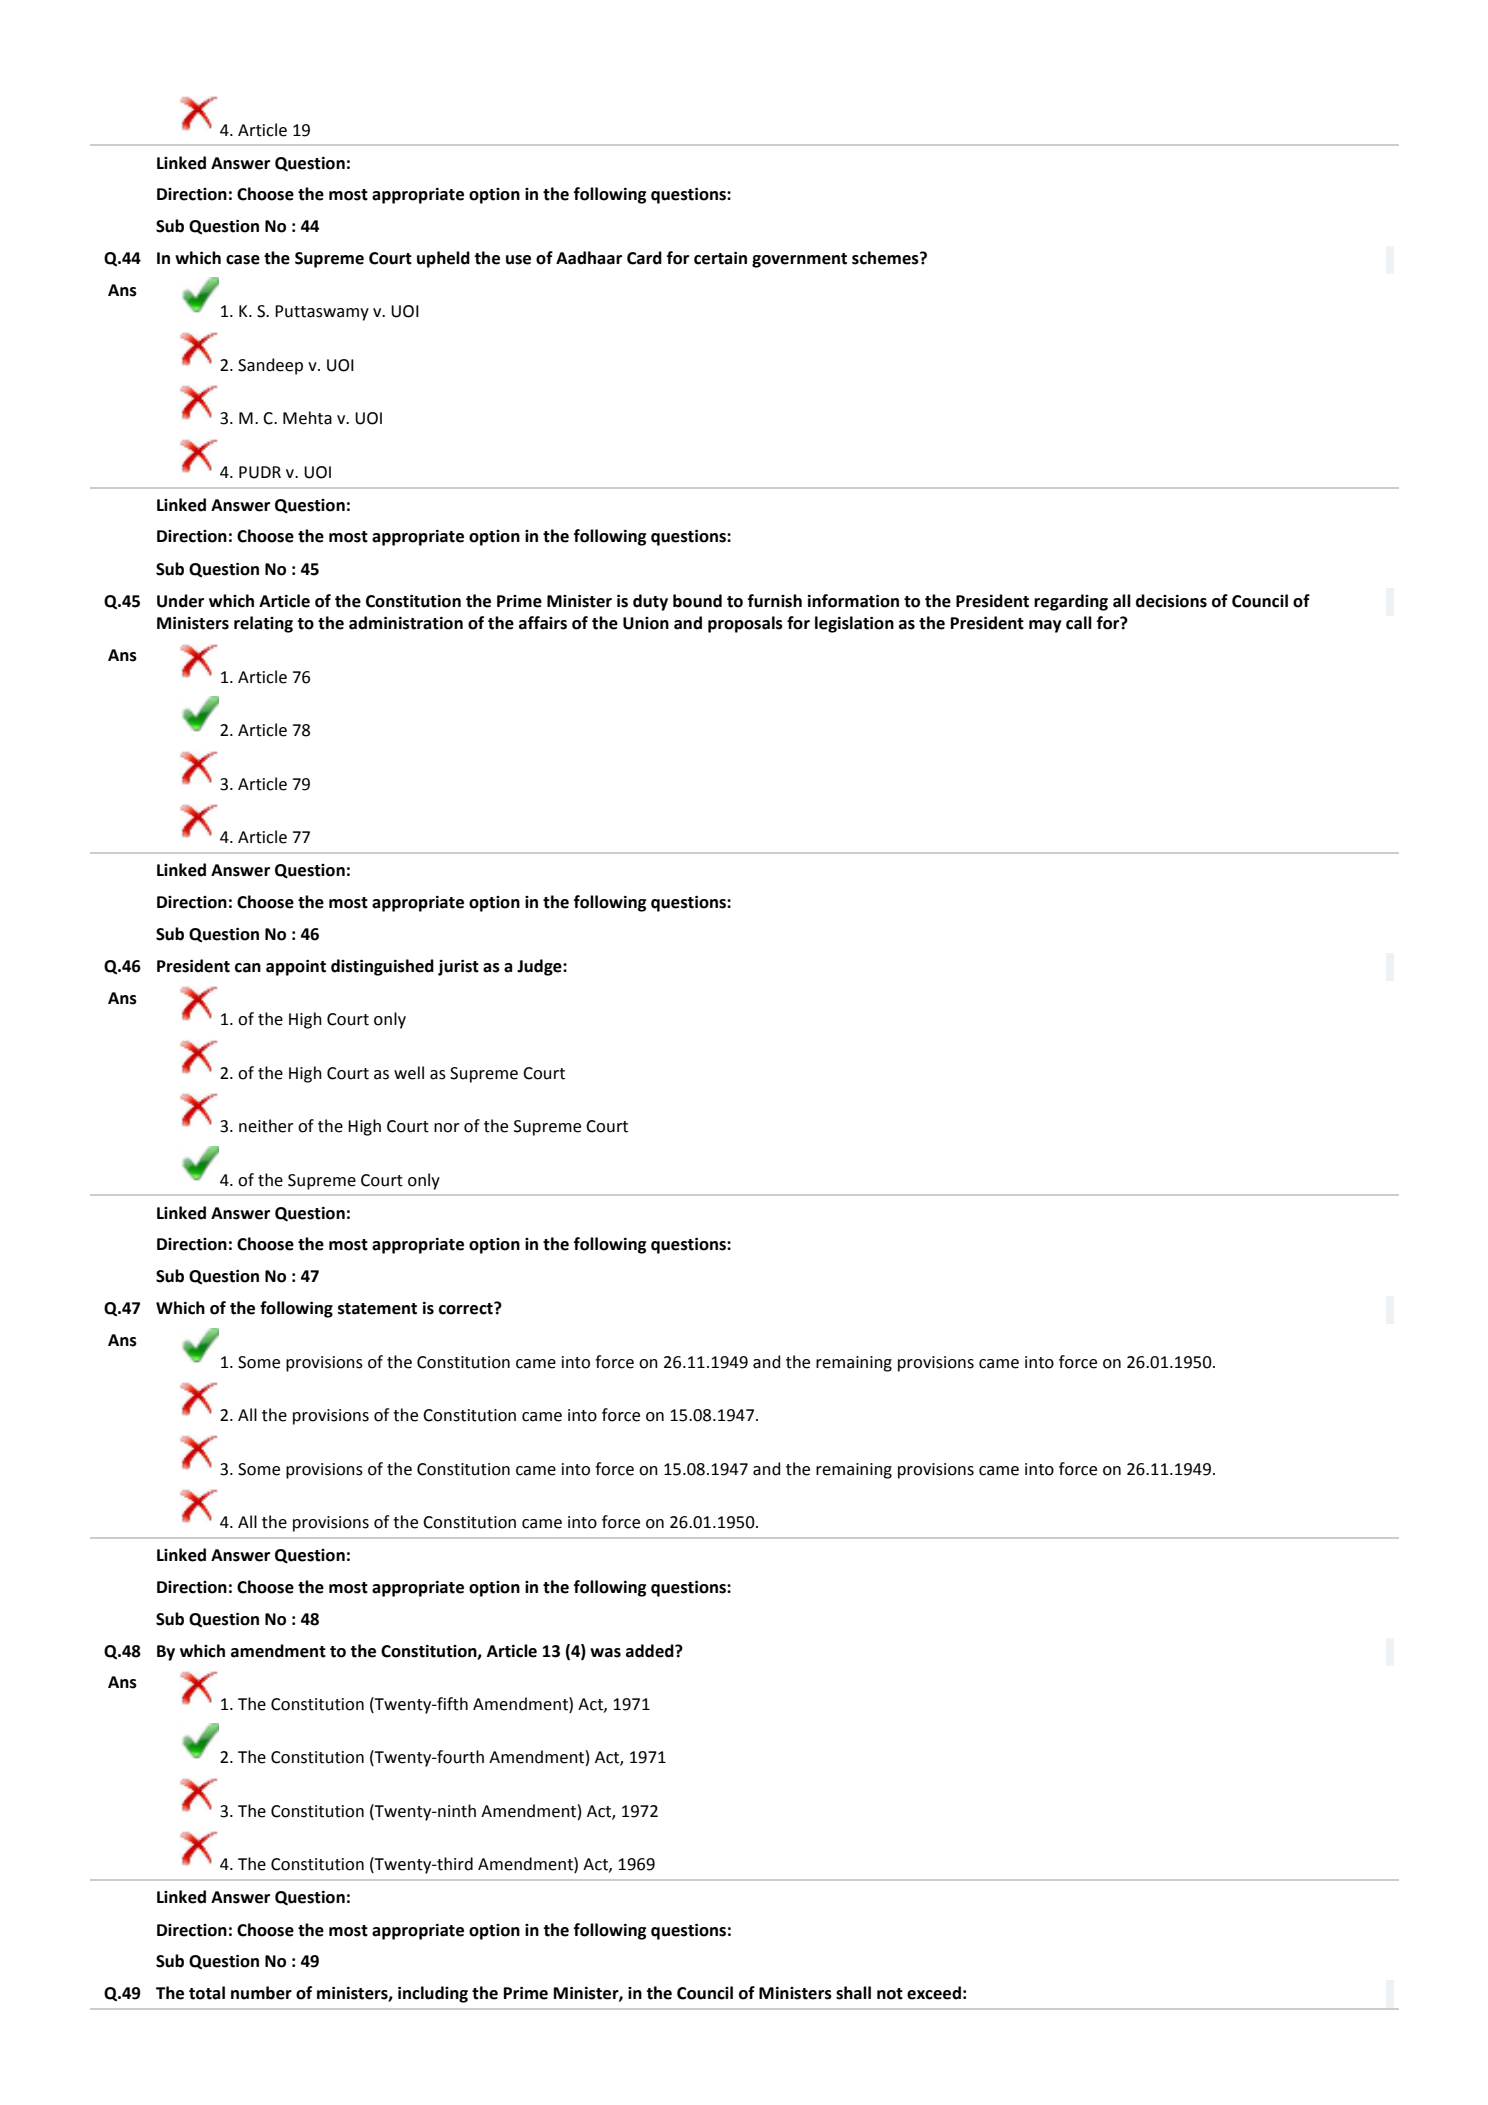 4. Article 19
Linked Answer Question:
Direction: Choose the most appropriate option in the following questions:
Sub Question No : 44
Q.44 In which case the Supreme Court upheld the use of Aadhaar Card for certain government schemes?
Ans
1. K. S. Puttaswamy v. UOI
2. Sandeep v. UOI
3. M. C. Mehta v. UOI
4. PUDR v. UOI
Linked Answer Question:
Direction: Choose the most appropriate option in the following questions:
Sub Question No : 45
Q.45 Under which Article of the Constitution the Prime Minister is duty bound to furnish information to the President regarding all decisions of Council of
Ministers relating to the administration of the affairs of the Union and proposals for legislation as the President may call for?
Ans
1. Article 76
2. Article 78
3. Article 79
4. Article 77
Linked Answer Question:
Direction: Choose the most appropriate option in the following questions:
Sub Question No : 46
Q.46 President can appoint distinguished jurist as a Judge:
Ans
1. of the High Court only
2. of the High Court as well as Supreme Court
3. neither of the High Court nor of the Supreme Court
4. of the Supreme Court only
Linked Answer Question:
Direction: Choose the most appropriate option in the following questions:
Sub Question No : 47
Q.47 Which of the following statement is correct?
Ans
1. Some provisions of the Constitution came into force on 26.11.1949 and the remaining provisions came into force on 26.01.1950.
2. All the provisions of the Constitution came into force on 15.08.1947.
3. Some provisions of the Constitution came into force on 15.08.1947 and the remaining provisions came into force on 26.11.1949.
4. All the provisions of the Constitution came into force on 26.01.1950.
Linked Answer Question:
Direction: Choose the most appropriate option in the following questions:
Sub Question No : 48
Q.48 By which amendment to the Constitution, Article 13 (4) was added?
Ans
1. The Constitution (Twenty-fifth Amendment) Act, 1971
2. The Constitution (Twenty-fourth Amendment) Act, 1971
3. The Constitution (Twenty-ninth Amendment) Act, 1972
4. The Constitution (Twenty-third Amendment) Act, 1969
Linked Answer Question:
Direction: Choose the most appropriate option in the following questions:
Sub Question No : 49
Q.49 The total number of ministers, including the Prime Minister, in the Council of Ministers shall not exceed: